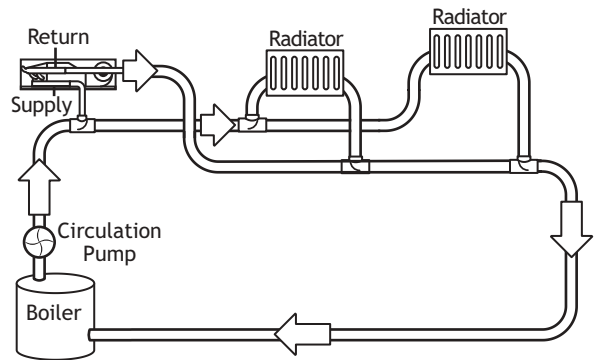 Return
Supply
Radiator
Radiator
Circulation
Pump
Boiler